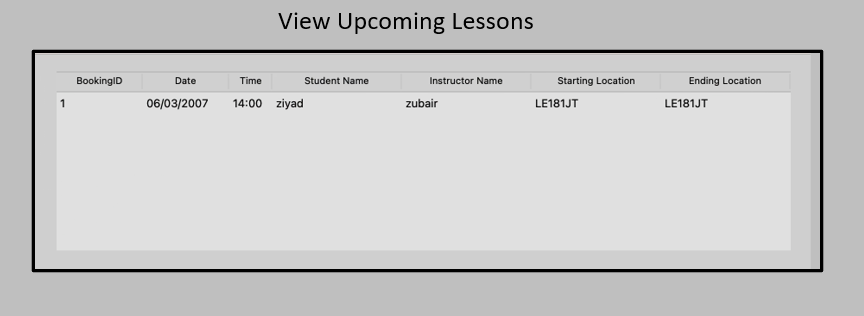 View Upcoming Lessons
BookingID Date Time Student Name Instructor Name Starting Location Ending Location
1 06/03/2007 14:00 ziyad zubair LE181JT LE181JT